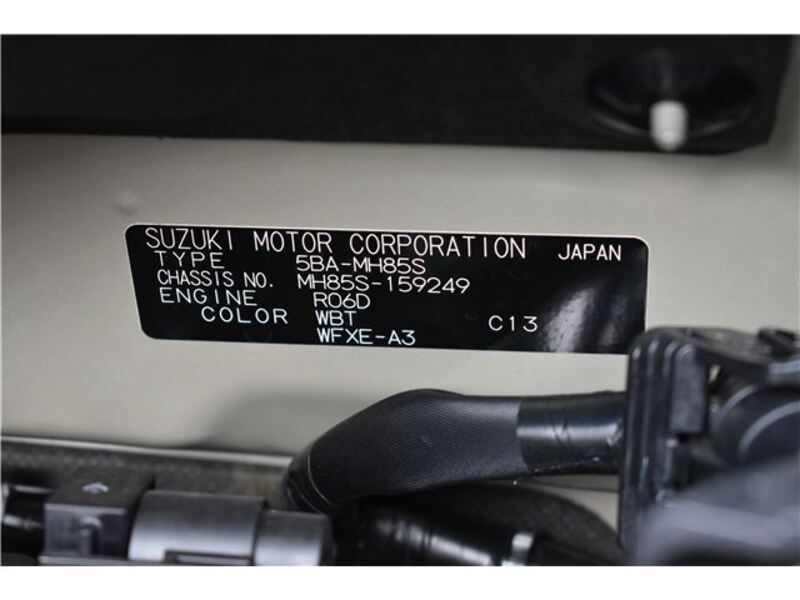 SUZUKI MOTOR CORPORATION JAPAN
TYPE 5BA-MH85S
CHASSIS NO. MH85S-159249
ENGINE R06D
COLOR WBT C13
WFXE-A3